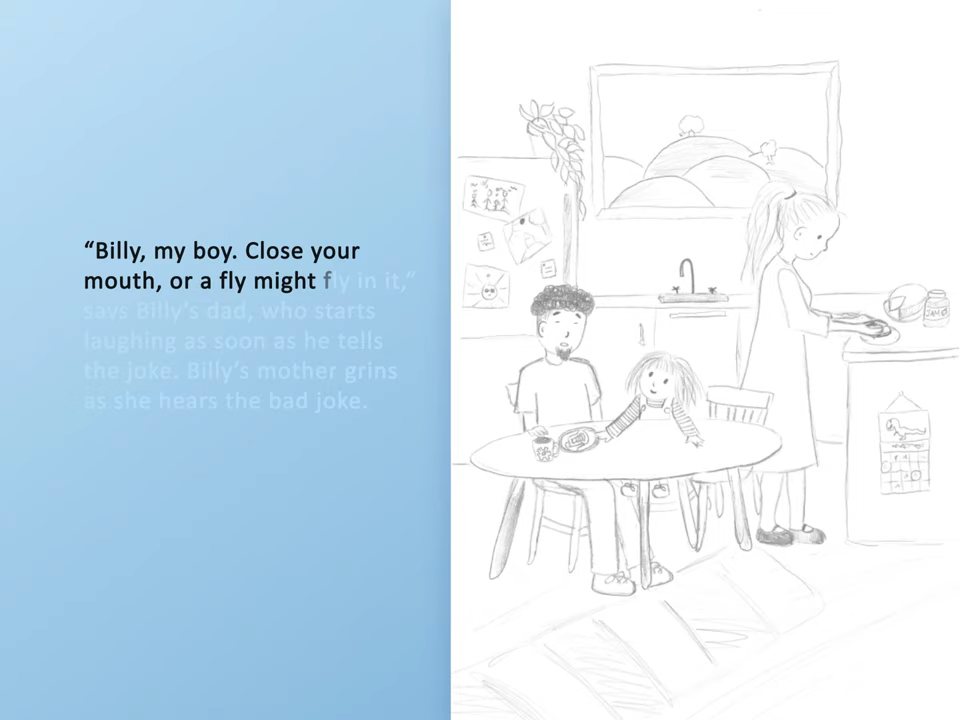 “Billy, my boy. Close your
mouth, or a fly might fly in it,”
says Billy’s dad, who starts
laughing as soon as he tells
the joke. Billy’s mother grins
as she hears the bad joke.
JAM